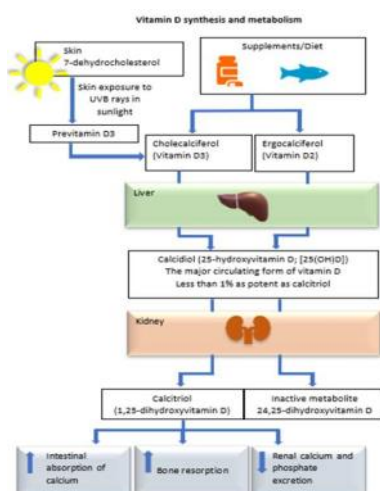 Vitamin D synthesis and metabolism
Skin
7-dehydrocholesterol
Supplements/Diet
Skin exposure to
UVB rays in
sunlight
Previtamin D3
Cholecalciferol
(Vitamin D3)
Ergocalciferol
(Vitamin D2)
Liver
Calcidiol (25-hydroxyvitamin D; [25(OH)D])
The major circulating form of vitamin D
Less than 1% as potent as calcitriol
Kidney
Calcitriol
(1,25-dihydroxyvitamin D)
Inactive metabolite
24,25-dihydroxyvitamin D
Intestinal
absorption of
calcium
Bone resorption
Renal calcium and
phosphate
excretion